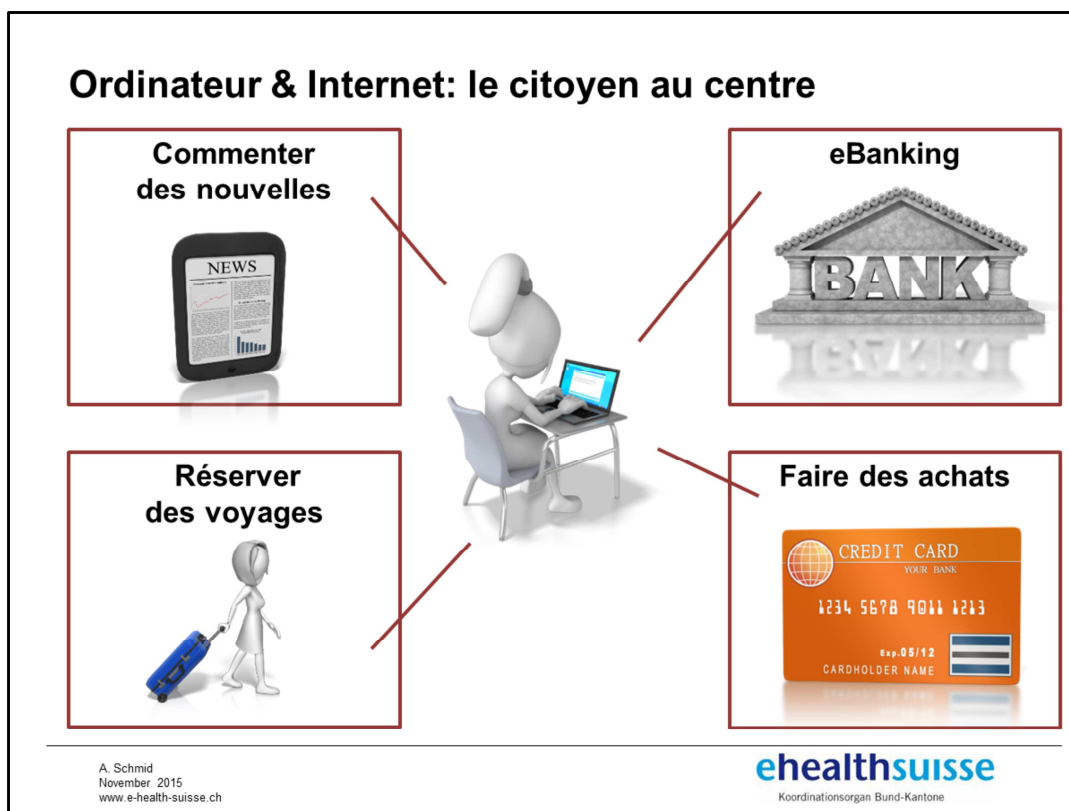 Ordinateur & Internet: le citoyen au centre
Commenter
des nouvelles
NEWS
eBanking
BANK
Réserver
des voyages
Faire des achats
CREDIT CARD
YOUR BANK
1234 5678 9011 1213
Exp.05/12
CARDHOLDER NAME
A. Schmid
November 2015
www.e-health-suisse.ch
ehealthsuisse
Koordinationsorgan Bund-Kantone